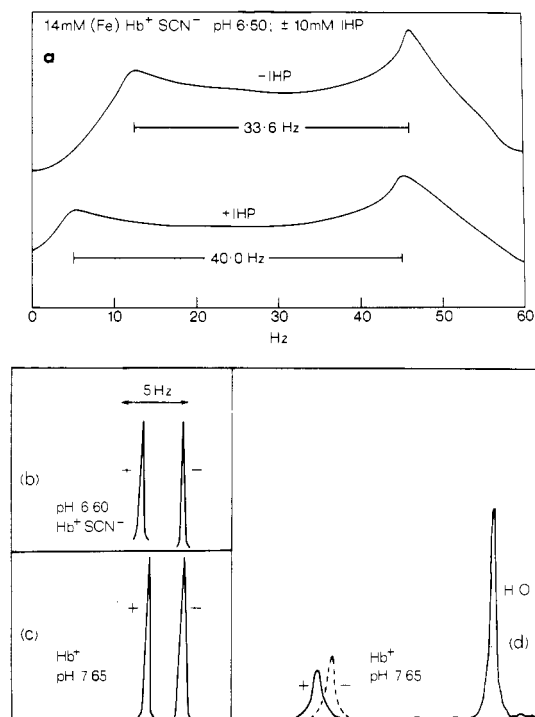 14mM (Fe) Hb⁺ SCN⁻ pH 6·50; ± 10mM IHP
a
-IHP
33·6 Hz
+IHP
40·0 Hz
0 10 20 30 40 50 60
Hz
5 Hz
(b)
+ -
pH 6 60
Hb⁺ SCN⁻
(c)
+ -
Hb⁺
pH 7 65
H O
(d)
Hb⁺
pH 7 65
+ -